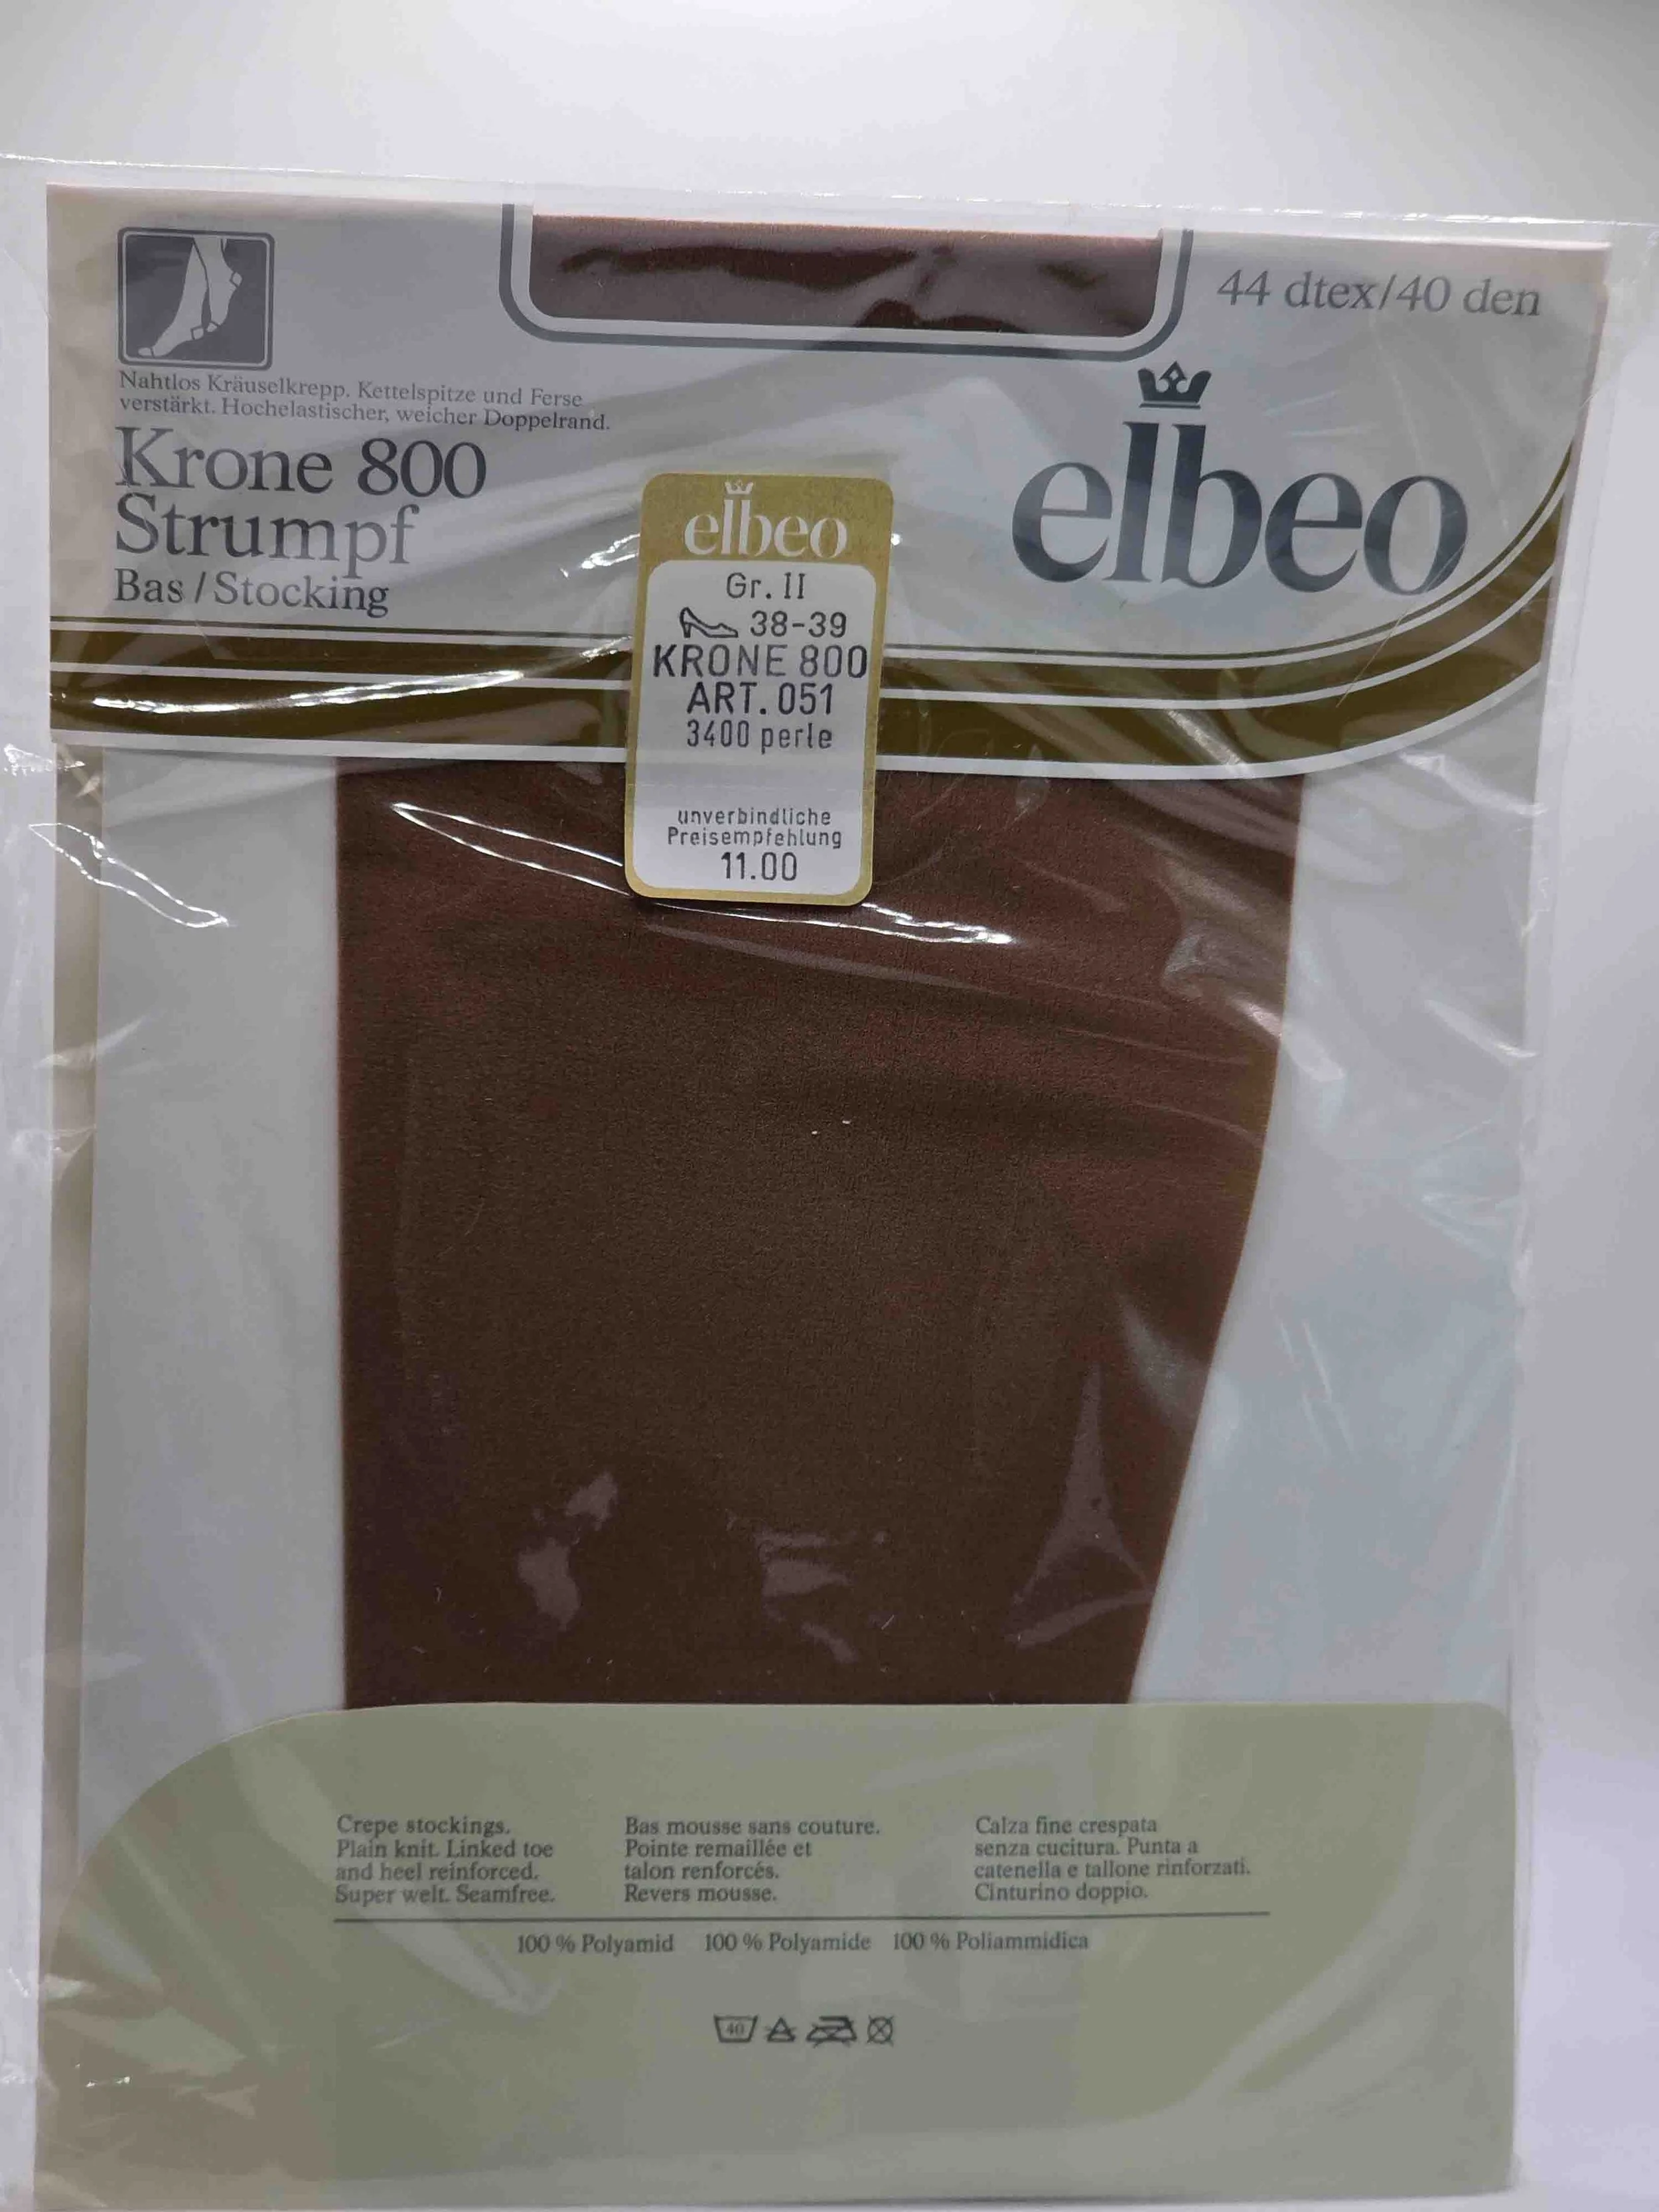 44 dtex/40 den
Nahtlos Kräuselkrepp. Kettelspitze und Ferse
verstärkt. Hochelastischer, weicher Doppelrand.
Krone 800
Strumpf
Bas / Stocking
elbeo
elbeo
Gr. II
38-39
KRONE 800
ART. 051
3400 perle
unverbindliche
Preisempfehlung
11.00
Crepe stockings.
Plain knit. Linked toe
and heel reinforced.
Super welt. Seamfree.
Bas mousse sans couture.
Pointe remaillée et
talon renforcés.
Revers mousse.
Calza fine crespata
senza cucitura. Punta a
catenella e tallone rinforzati.
Cinturino doppio.
100 % Polyamid 100 % Polyamide 100 % Poliammidica
40